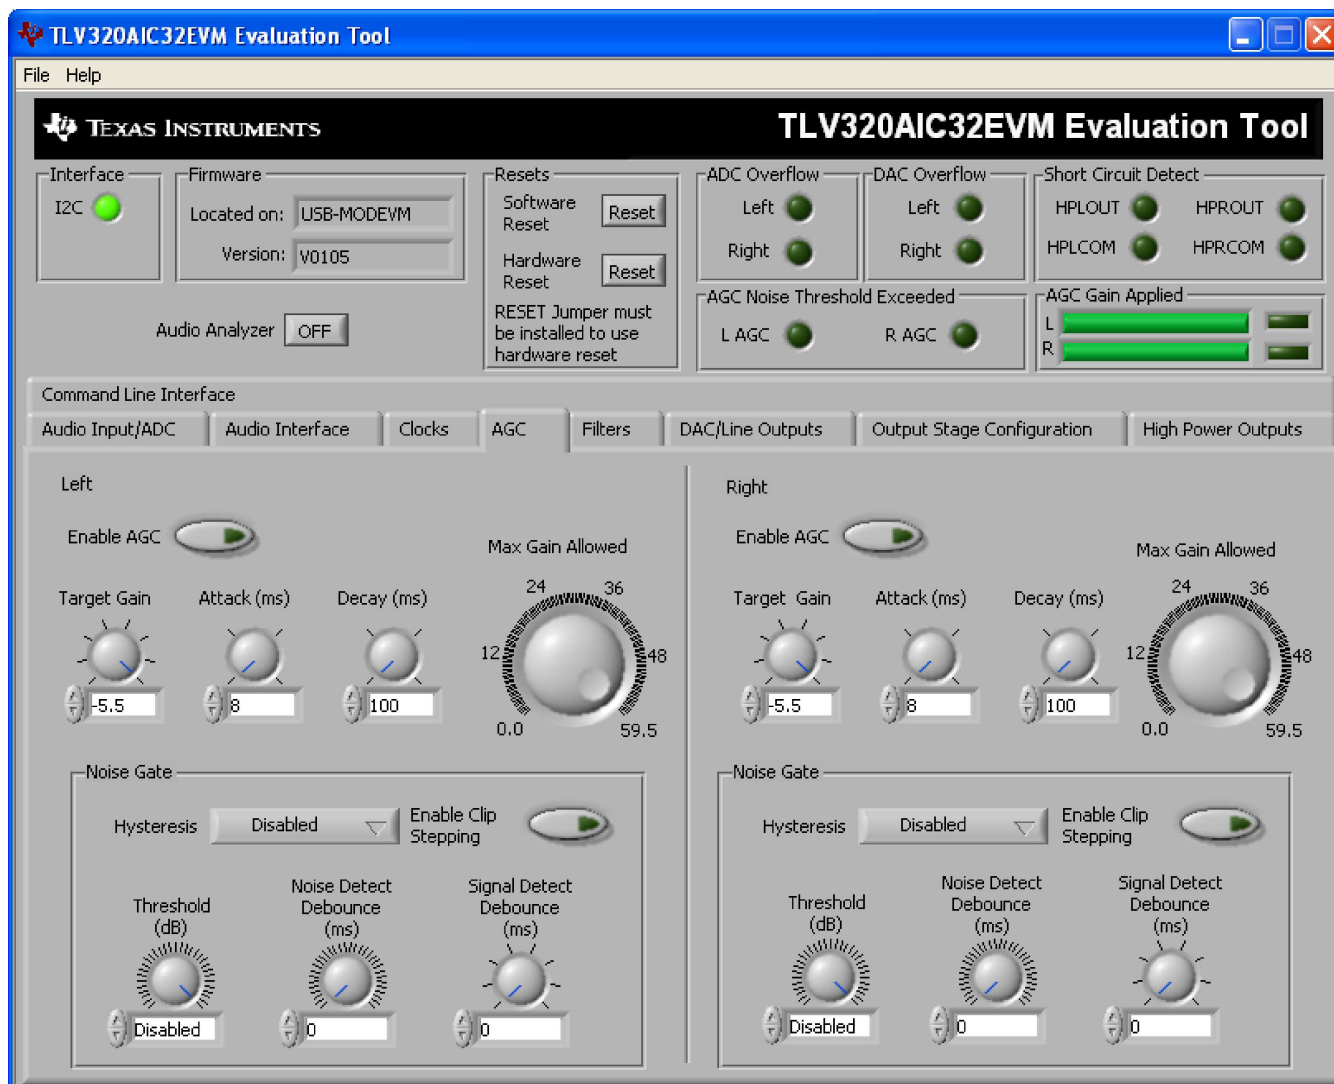 TLV320AIC32EVM Evaluation Tool
File Help
TEXAS INSTRUMENTS
TLV320AIC32EVM Evaluation Tool
Interface
I2C
Firmware
Located on: USB-MODEVM
Version: V0105
Audio Analyzer OFF
Resets
Software
Reset
Reset
Hardware
Reset
Reset
RESET Jumper must
be installed to use
hardware reset
ADC Overflow
Left
Right
DAC Overflow
Left
Right
Short Circuit Detect
HPLOUT HPROUT
HPLCOM HPRCOM
AGC Noise Threshold Exceeded
L AGC R AGC
AGC Gain Applied
L
R
Command Line Interface
Audio Input/ADC Audio Interface Clocks AGC Filters DAC/Line Outputs Output Stage Configuration High Power Outputs
Left
Enable AGC
Target Gain Attack (ms) Decay (ms)
-5.5 8 100
Max Gain Allowed
24 36
12 48
0.0 59.5
Noise Gate
Hysteresis Disabled
Enable Clip
Stepping
Threshold
(dB)
Disabled
Noise Detect
Debounce
(ms)
0
Signal Detect
Debounce
(ms)
0
Right
Enable AGC
Target Gain Attack (ms) Decay (ms)
-5.5 8 100
Max Gain Allowed
24 36
12 48
0.0 59.5
Noise Gate
Hysteresis Disabled
Enable Clip
Stepping
Threshold
(dB)
Disabled
Noise Detect
Debounce
(ms)
0
Signal Detect
Debounce
(ms)
0